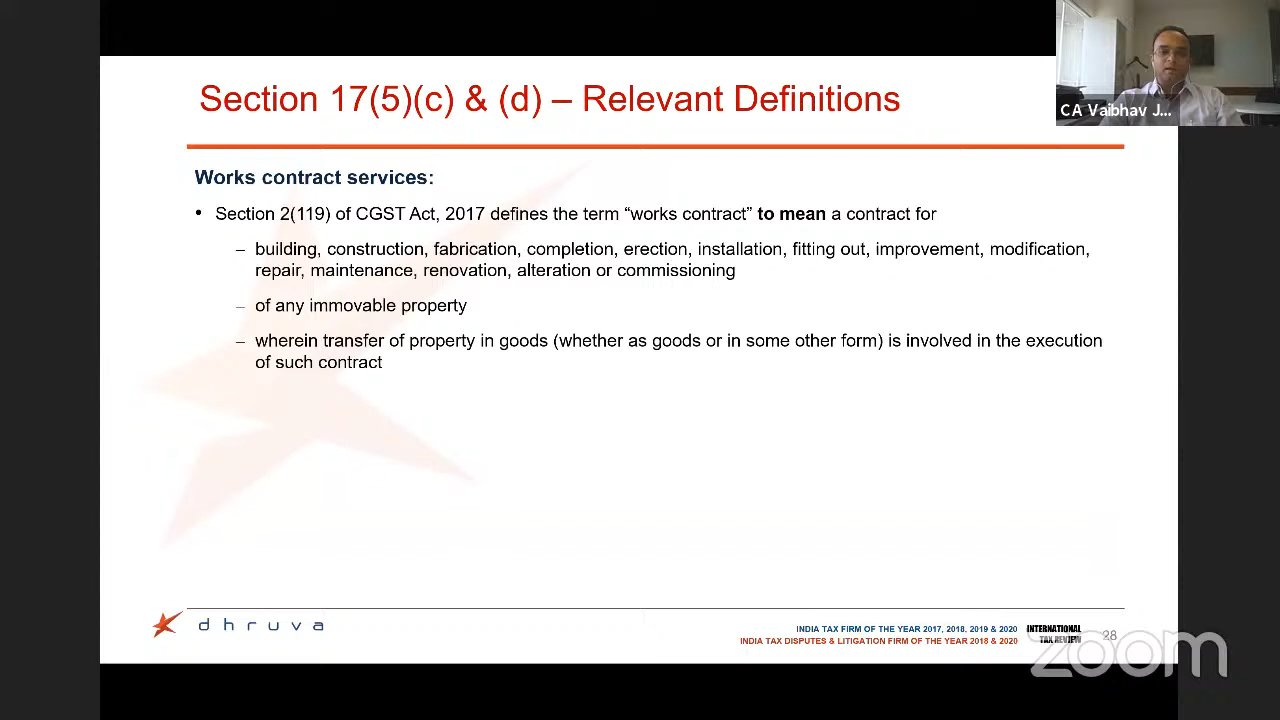 Section 17(5)(c) & (d) – Relevant Definitions
CA Vaibhav J...
Works contract services:
• Section 2(119) of CGST Act, 2017 defines the term “works contract” to mean a contract for
– building, construction, fabrication, completion, erection, installation, fitting out, improvement, modification,
repair, maintenance, renovation, alteration or commissioning
– of any immovable property
– wherein transfer of property in goods (whether as goods or in some other form) is involved in the execution
of such contract
dhruva
INDIA TAX FIRM OF THE YEAR 2017, 2018, 2019 & 2020
INDIA TAX DISPUTES & LITIGATION FIRM OF THE YEAR 2018 & 2020
INTERNATIONAL
TAX REVIEW
28
zoom